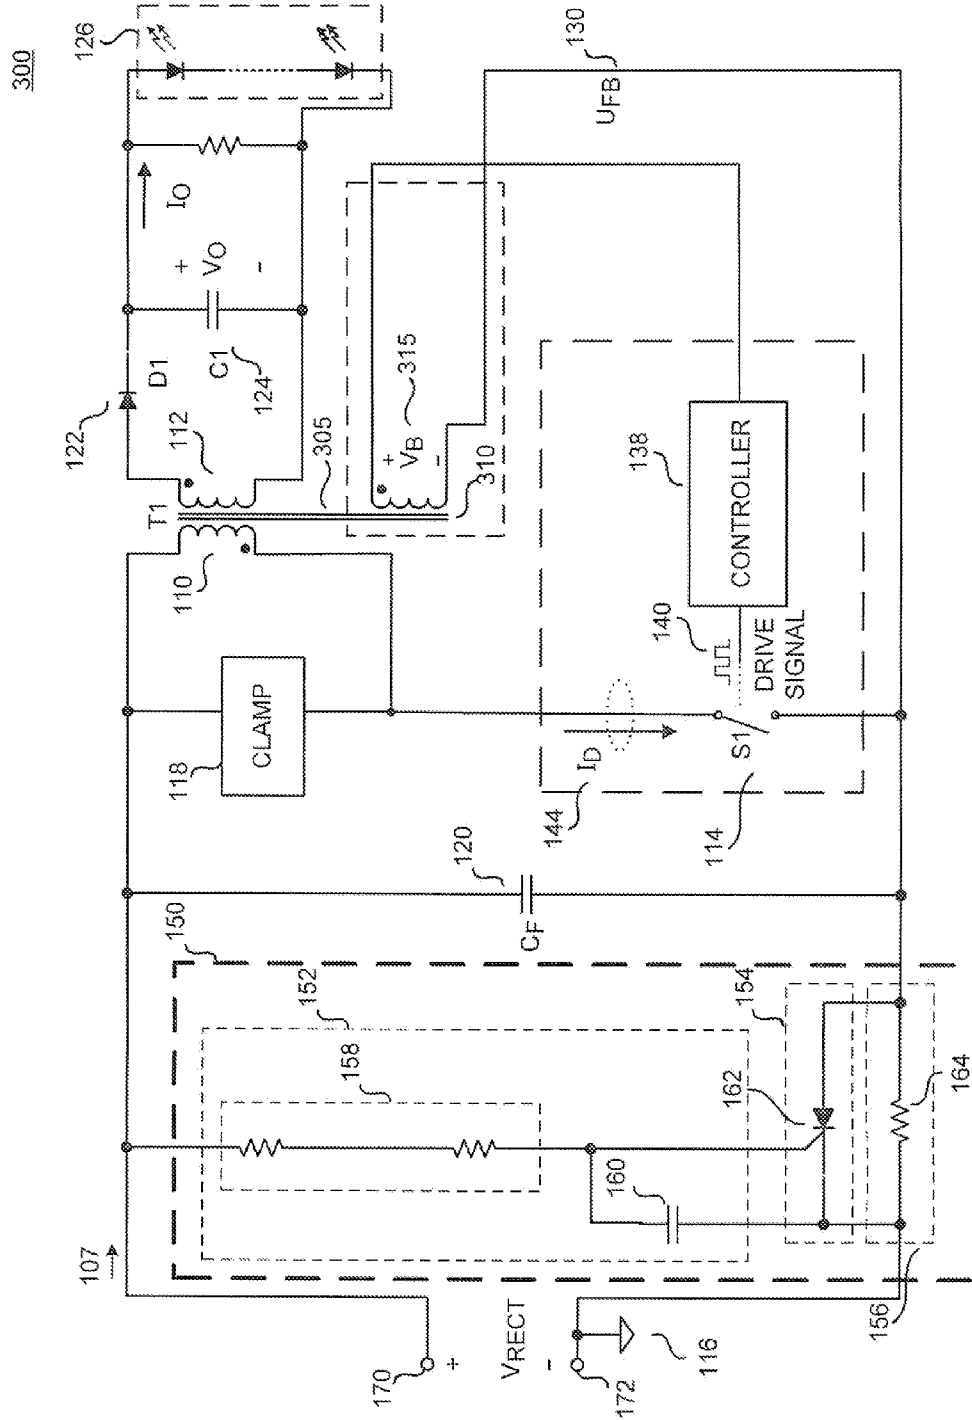 300
107
170
+
VRECT
-
172
116
150
152
158
160
162
154
164
156
CF
120
118
CLAMP
110
T1
112
305
122
D1
C1
124
+
VO
-
IO
126
+
VB
-
315
310
UFB
130
144
ID
114
S1
140
DRIVE
SIGNAL
CONTROLLER
138